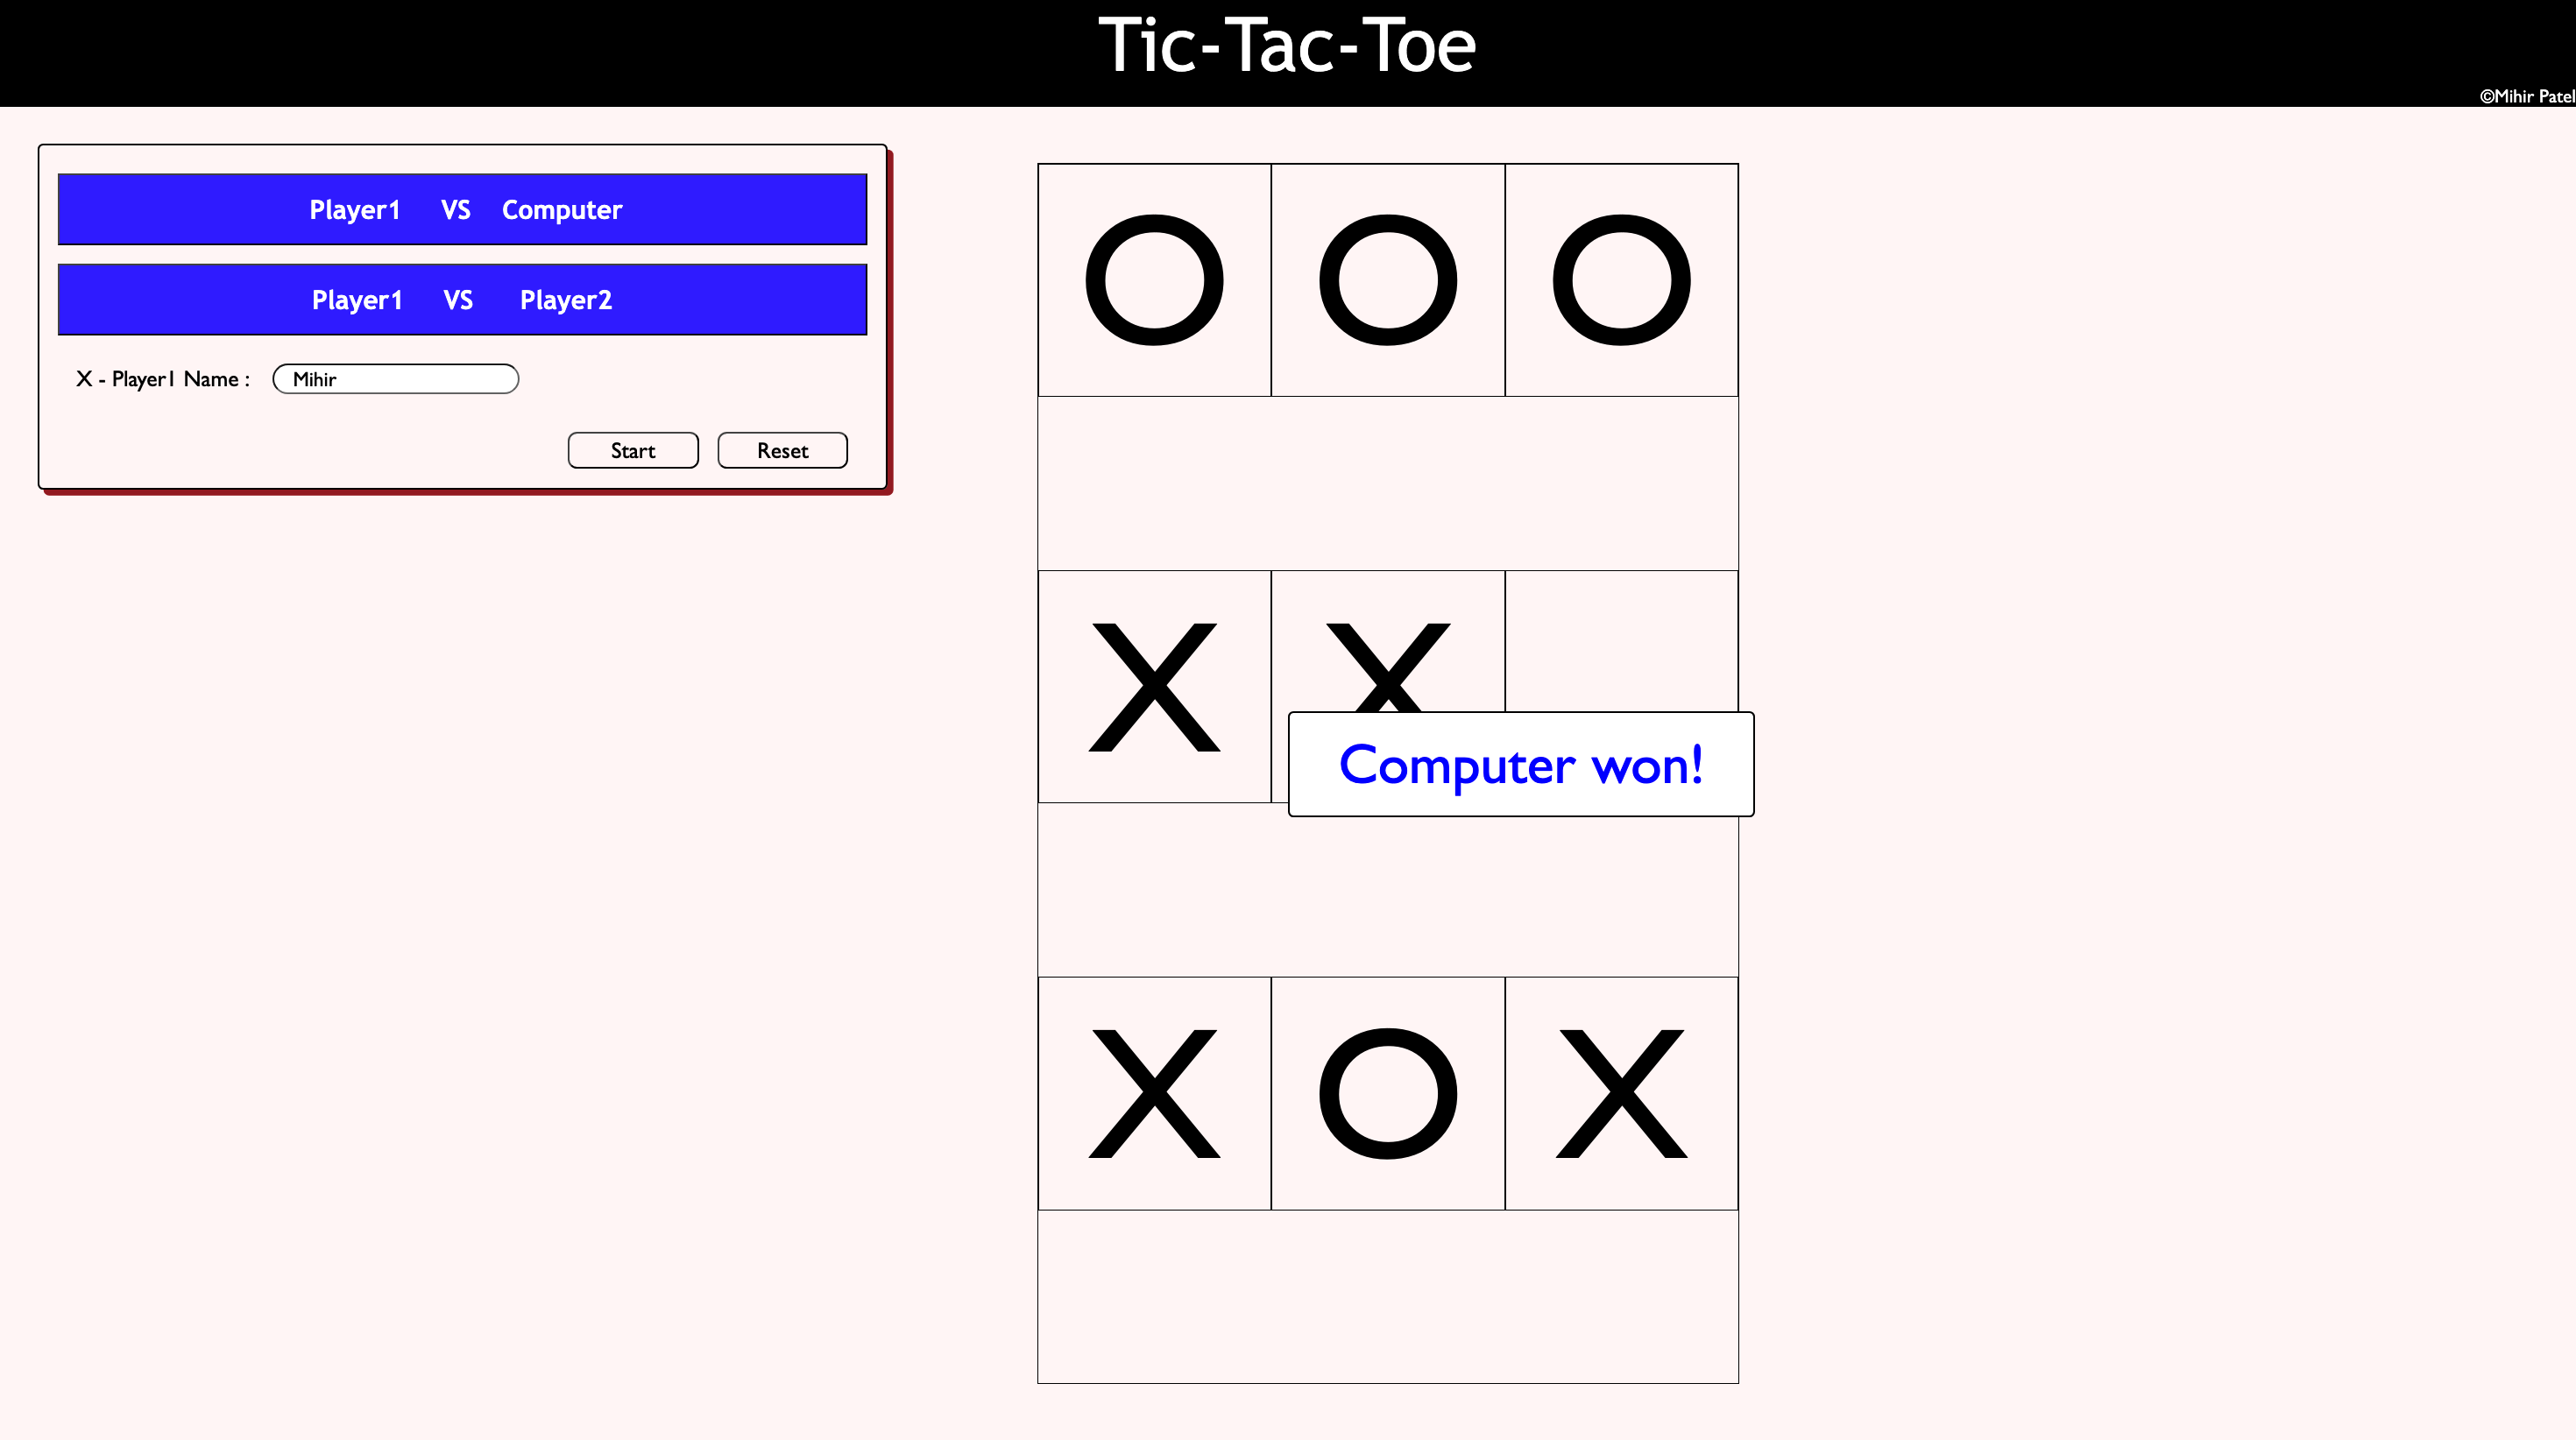 Tic-Tac-Toe
©Mihir Patel
Player1 VS Computer
Player1 VS Player2
X - Player1 Name : Mihir
Start Reset
O O O
X X
Computer won!
X O X